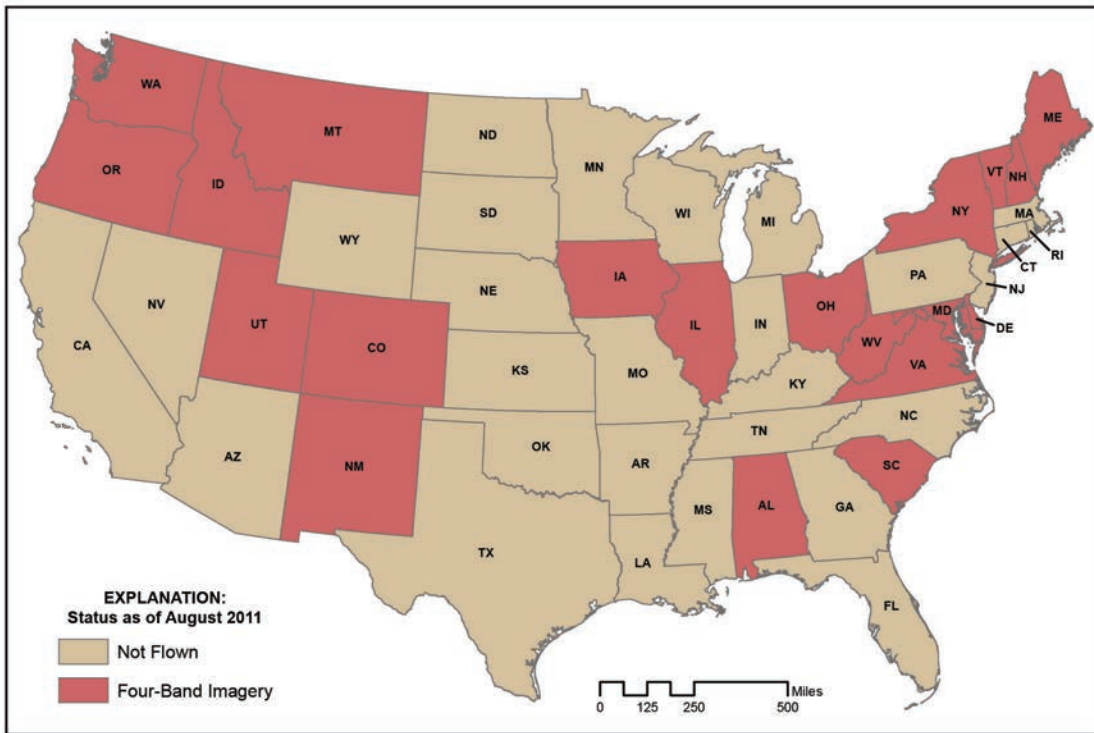 WA
MT
ND
MN
ME
VT
NH
OR
ID
SD
WI
MI
NY
MA
WY
RI
CT
IA
NE
PA
NJ
NV
UT
IL
IN
OH
MD
DE
CA
CO
WV
VA
KS
MO
KY
NC
TN
AZ
NM
OK
AR
SC
MS
AL
GA
TX
LA
FL
EXPLANATION:
Status as of August 2011
Not Flown
Four-Band Imagery
Miles
0 125 250 500